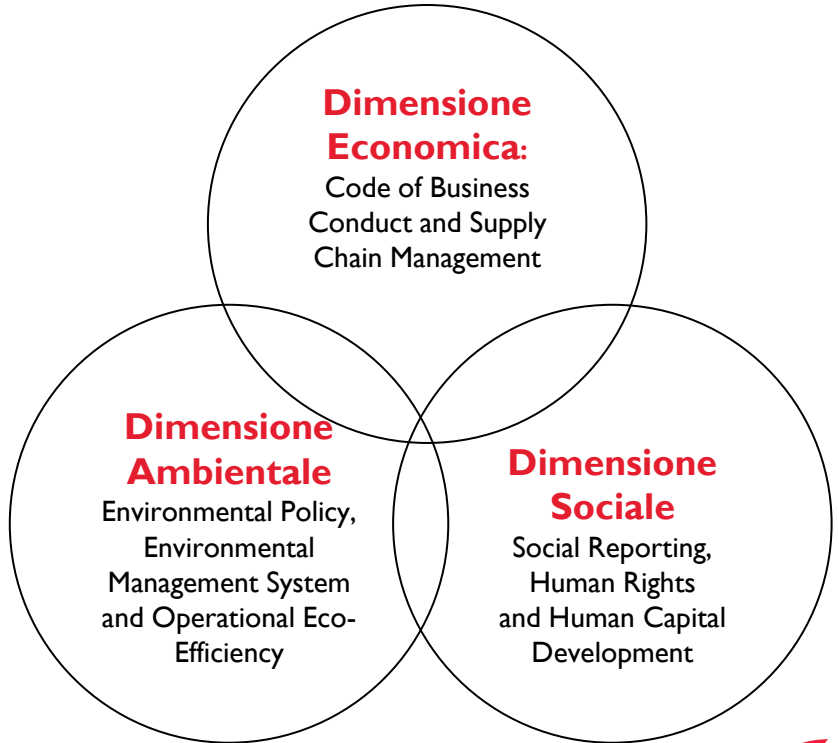 Dimensione
Economica:
Code of Business
Conduct and Supply
Chain Management
Dimensione
Ambientale
Environmental Policy,
Environmental
Management System
and Operational Eco-
Efficiency
Dimensione
Sociale
Social Reporting,
Human Rights
and Human Capital
Development